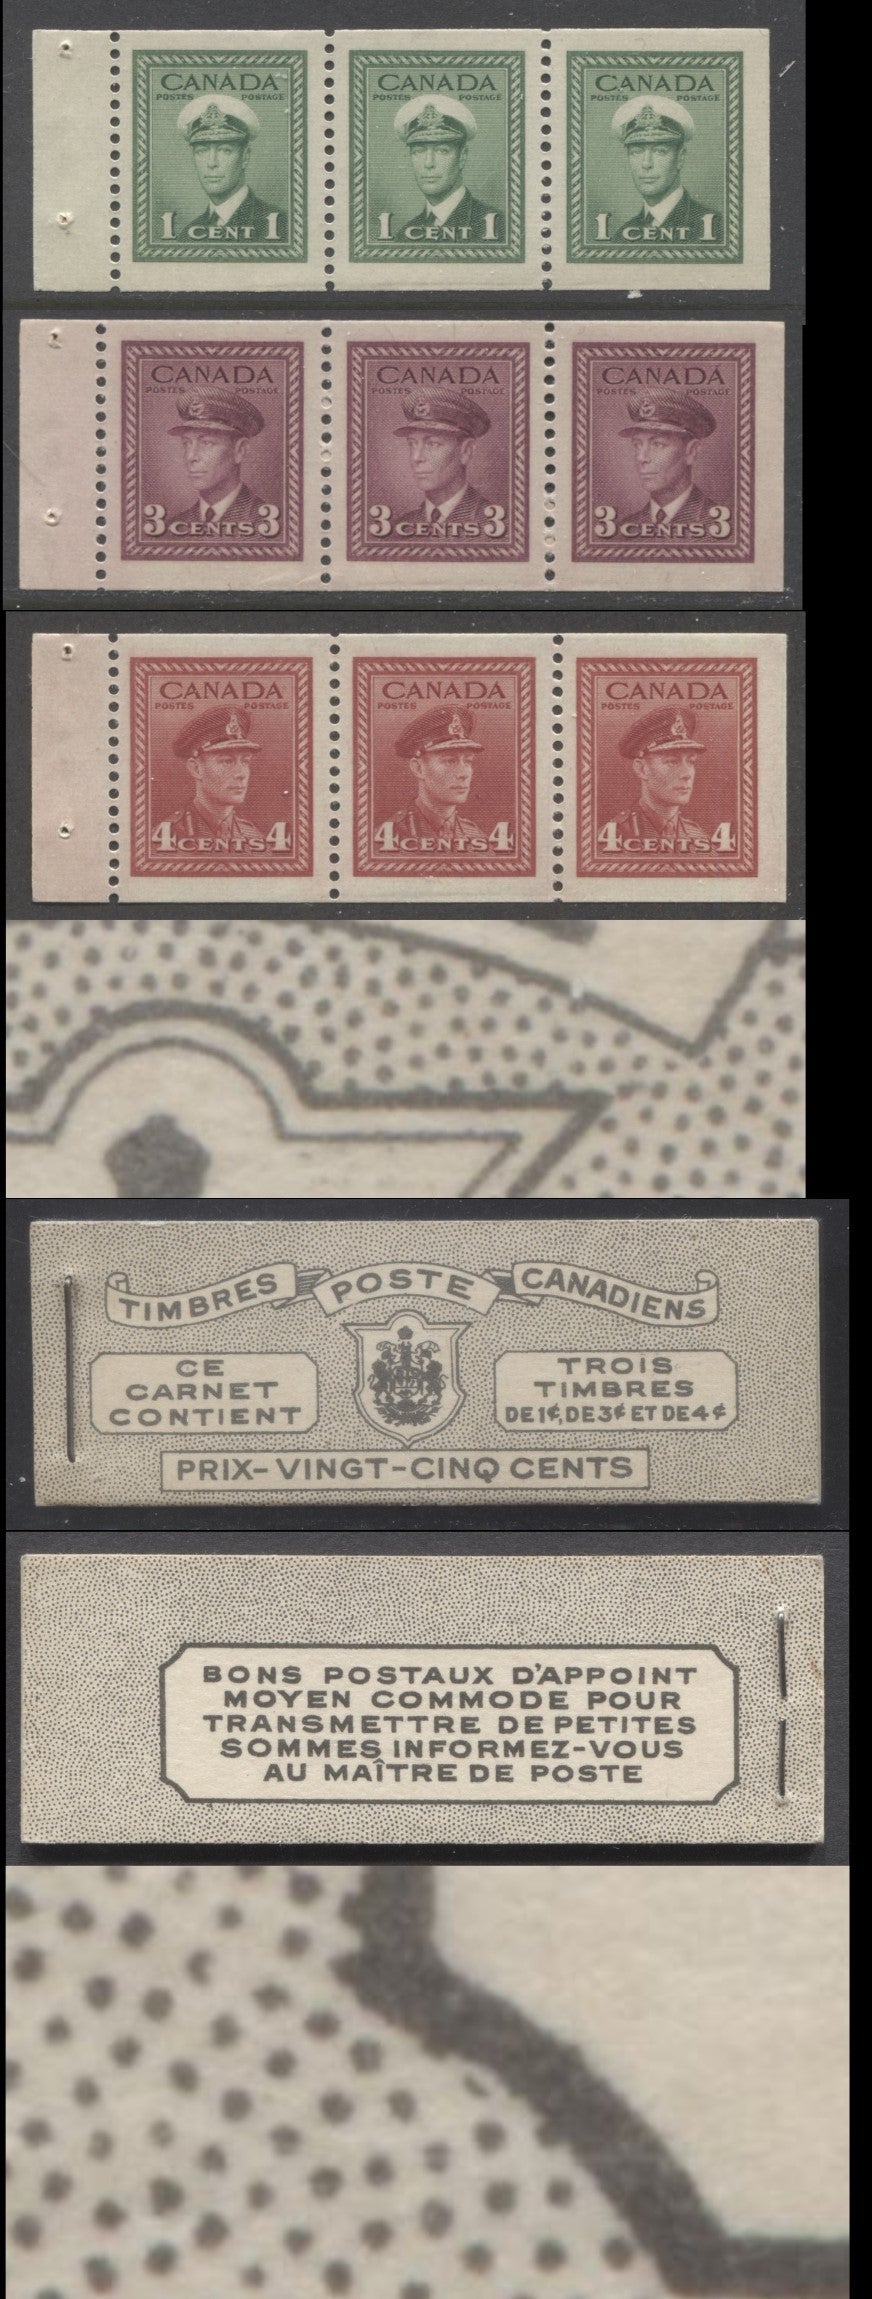 CANADA CANADA CANADA
POSTES POSTAGE POSTES POSTAGE POSTES POSTAGE
1 CENT 1 1 CENT 1 1 CENT 1
CANADA CANADA CANADA
POSTES POSTAGE POSTES POSTAGE POSTES POSTAGE
3 CENTS 3 3 CENTS 3 3 CENTS 3
CANADA CANADA CANADA
POSTES POSTAGE POSTES POSTAGE POSTES POSTAGE
4 CENTS 4 4 CENTS 4 4 CENTS 4
TIMBRES POSTE CANADIENS
CE
CARNET
CONTIENT
TROIS
TIMBRES
DE 1¢, DE 3¢ ET DE 4¢
PRIX-VINGT-CINQ CENTS
BONS POSTAUX D'APPOINT
MOYEN COMMODE POUR
TRANSMETTRE DE PETITES
SOMMES INFORMEZ-VOUS
AU MAÎTRE DE POSTE